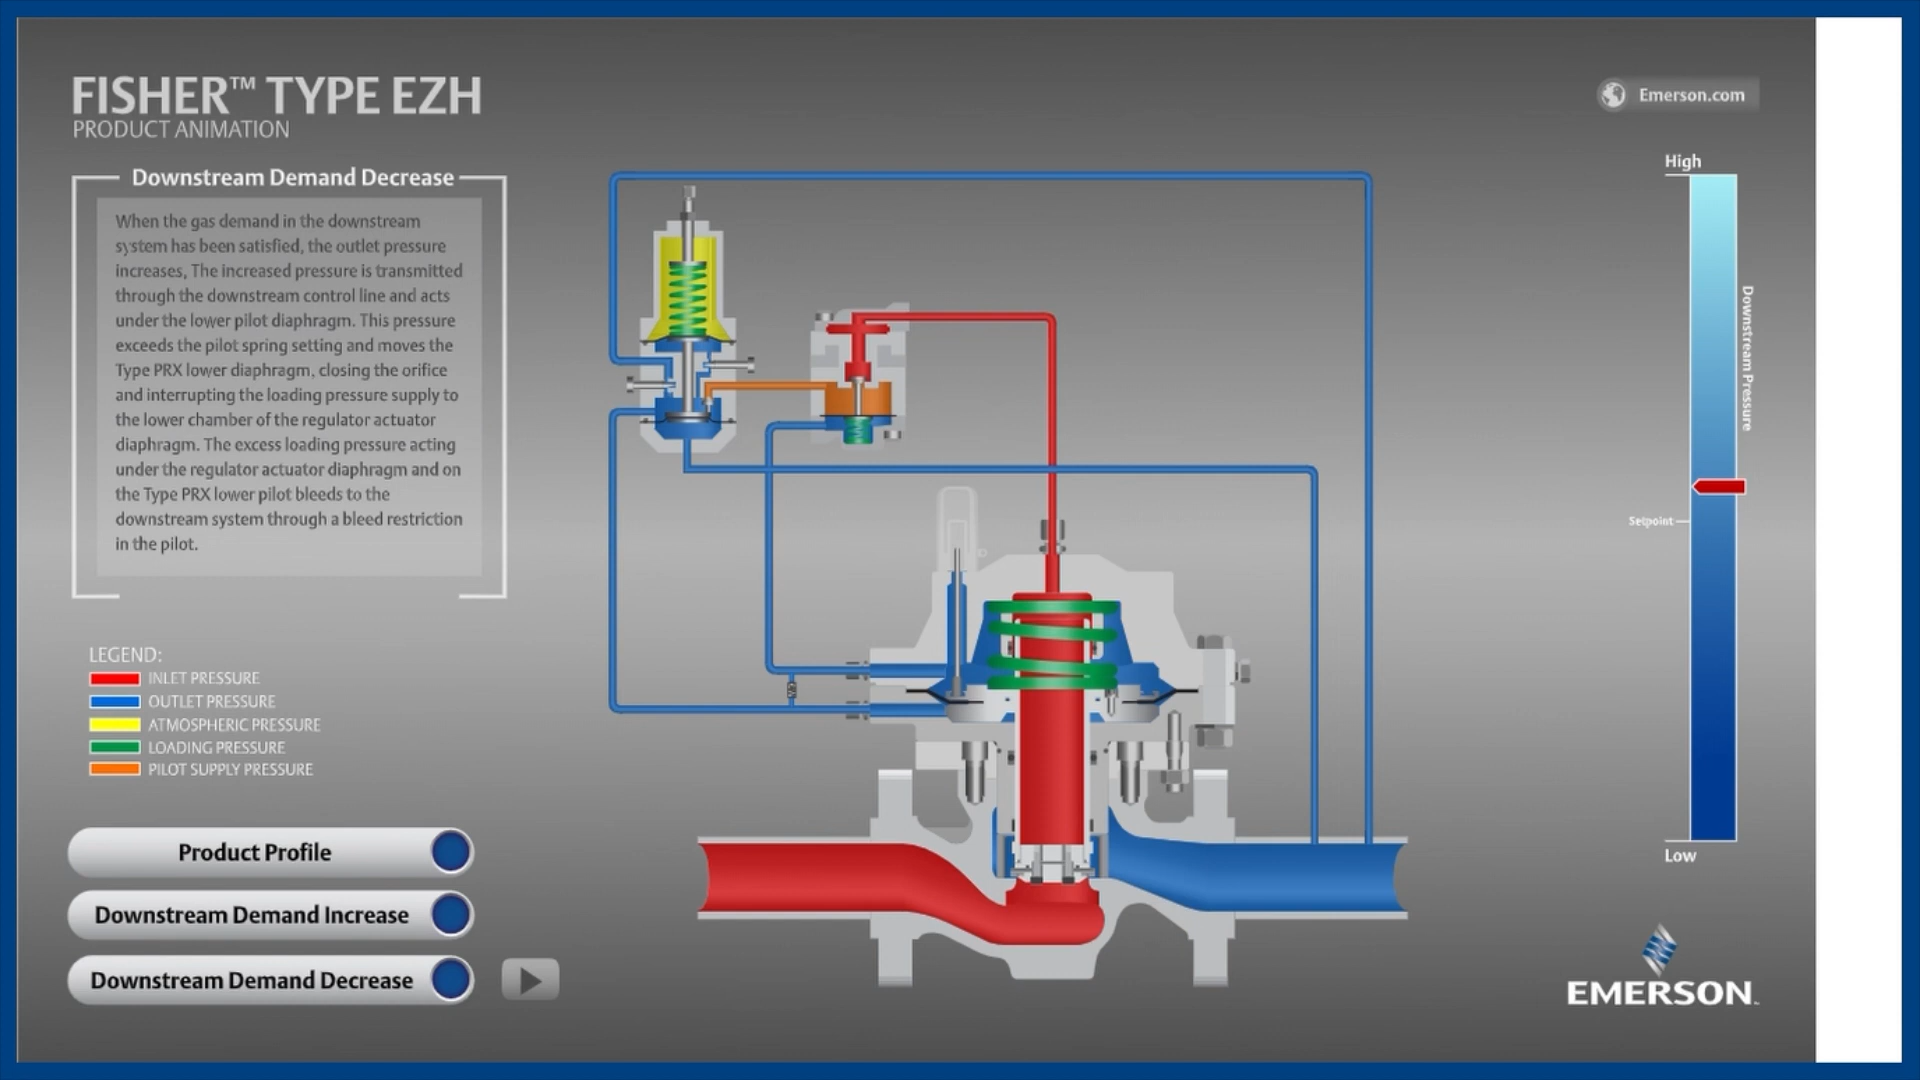 FISHER™ TYPE EZH
PRODUCT ANIMATION
Emerson.com
Downstream Demand Decrease
When the gas demand in the downstream
system has been satisfied, the outlet pressure
increases, The increased pressure is transmitted
through the downstream control line and acts
under the lower pilot diaphragm. This pressure
exceeds the pilot spring setting and moves the
Type PRX lower diaphragm, closing the orifice
and interrupting the loading pressure supply to
the lower chamber of the regulator actuator
diaphragm. The excess loading pressure acting
under the regulator actuator diaphragm and on
the Type PRX lower pilot bleeds to the
downstream system through a bleed restriction
in the pilot.
LEGEND:
INLET PRESSURE
OUTLET PRESSURE
ATMOSPHERIC PRESSURE
LOADING PRESSURE
PILOT SUPPLY PRESSURE
Product Profile
Downstream Demand Increase
Downstream Demand Decrease
High
Downstream Pressure
Setpoint
Low
EMERSON™